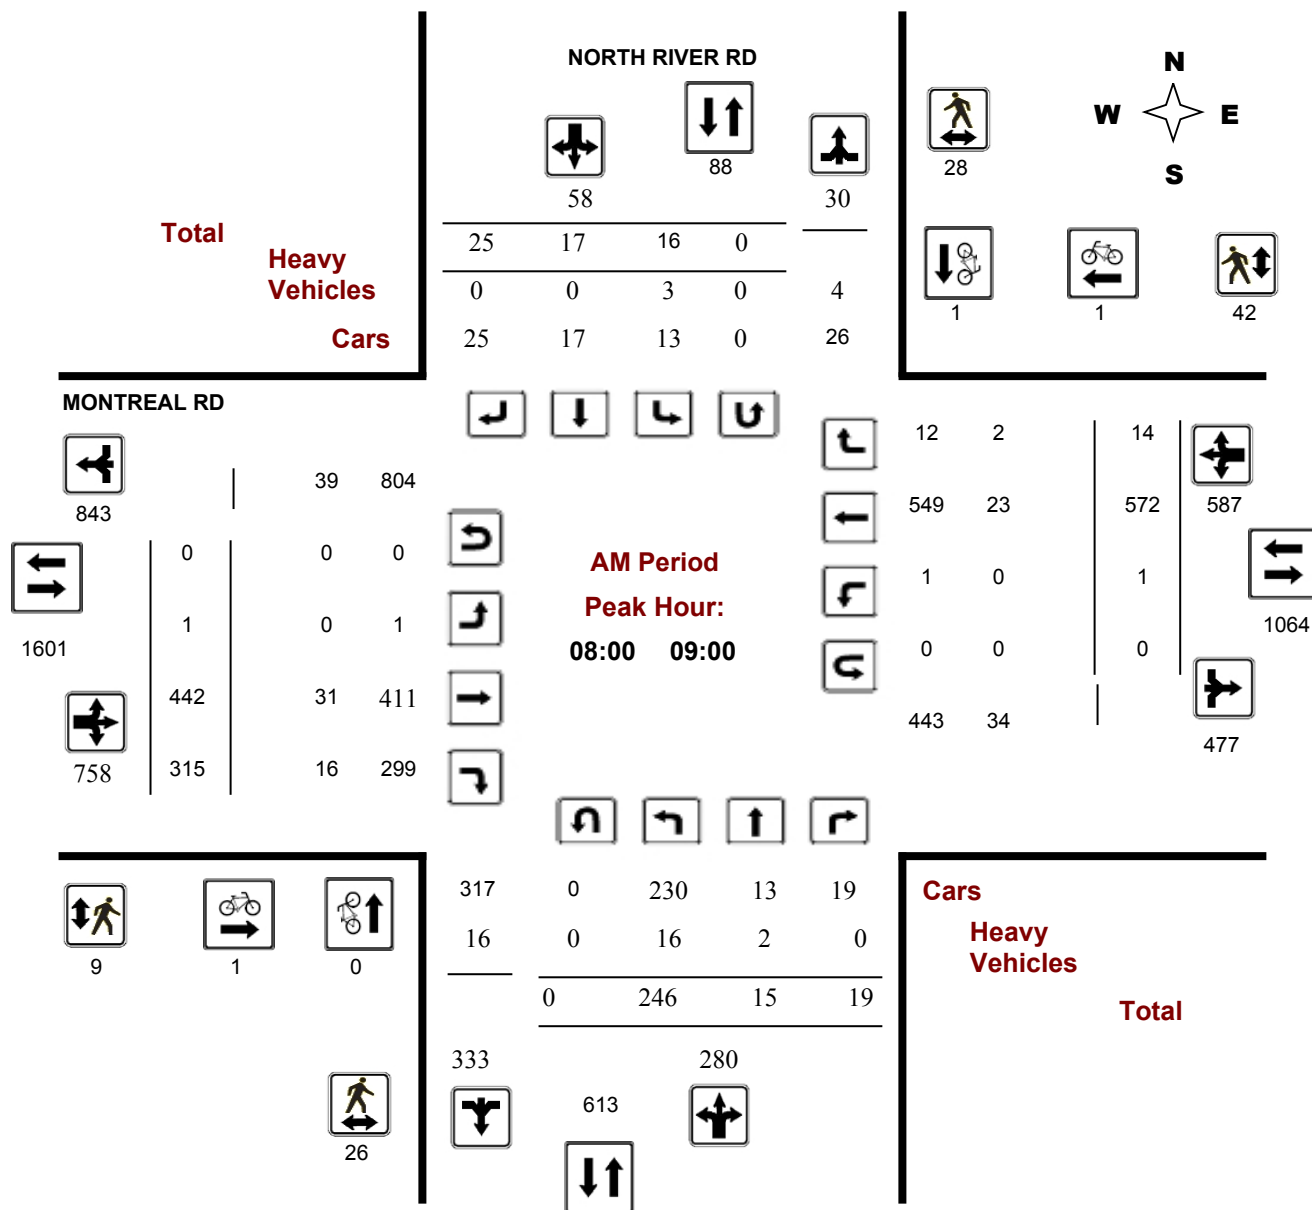 NORTH RIVER RD
N
W E
S
88
58
30
28
Total
25 17 16 0
Heavy
Vehicles
0 0 3 0 4
1 1 42
Cars
25 17 13 0 26
MONTREAL RD
12 2 14
39 804
843
549 23 572 587
0 0 0
AM Period
1 0 1
Peak Hour:
1 0 1
1064
1601
08:00 09:00
0 0 0
442 31 411
443 34
477
758 315 16 299
317 0 230 13 19
Cars
16 0 16 2 0
Heavy
Vehicles
9 1 0
0 246 15 19
Total
333 280
613
26